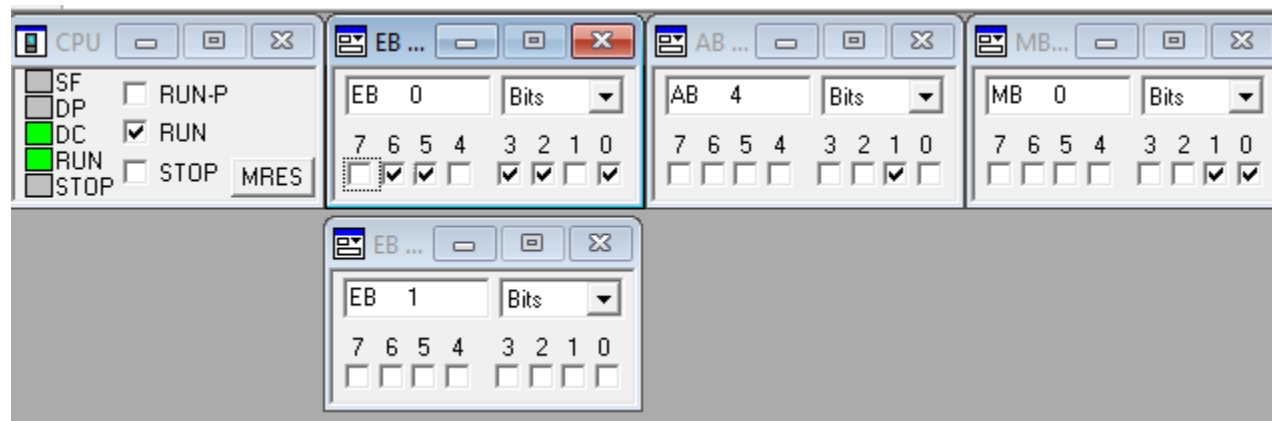 CPU
SF
DP
DC
RUN
STOP
RUN-P
RUN
STOP
MRES
EB ...
EB 0
Bits
7 6 5 4 3 2 1 0
AB ...
AB 4
Bits
7 6 5 4 3 2 1 0
MB...
MB 0
Bits
7 6 5 4 3 2 1 0
EB ...
EB 1
Bits
7 6 5 4 3 2 1 0